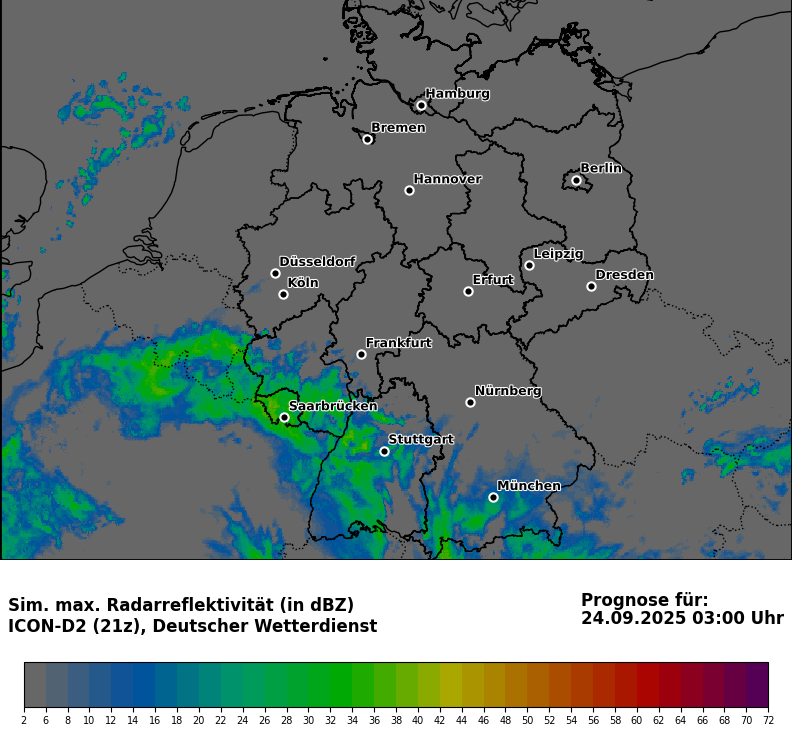 Hamburg
Bremen
Berlin
Hannover
Leipzig
Düsseldorf
Dresden
Köln
Erfurt
Frankfurt
Nürnberg
Saarbrücken
Stuttgart
München
Sim. max. Radarreflektivität (in dBZ)
ICON-D2 (21z), Deutscher Wetterdienst
Prognose für:
24.09.2025 03:00 Uhr
2 6 8 10 12 14 16 18 20 22 24 26 28 30 32 34 36 38 40 42 44 46 48 50 52 54 56 58 60 62 64 66 70 72